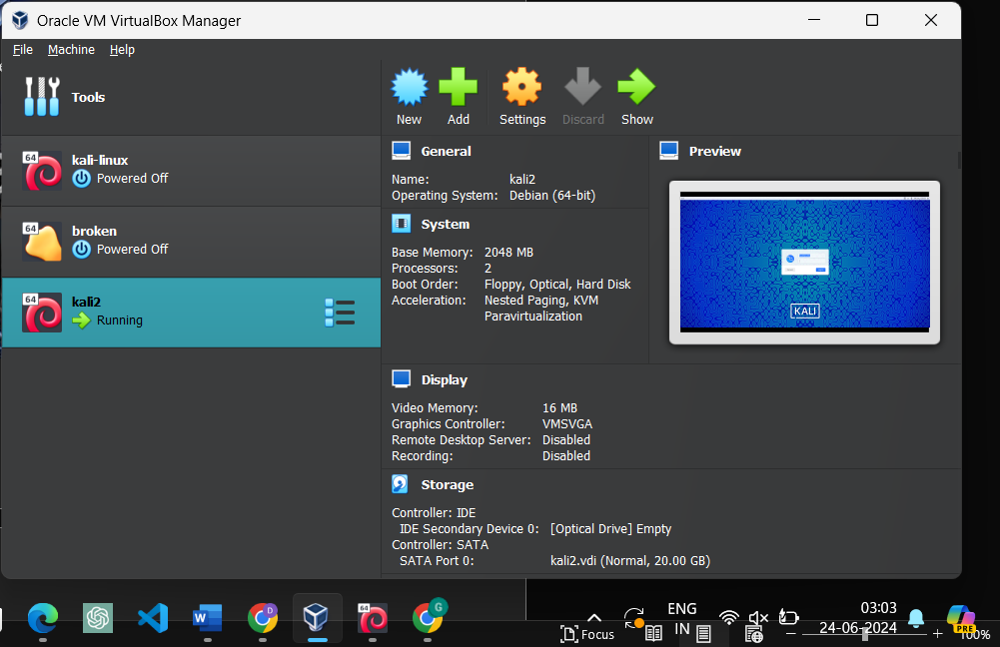 Oracle VM VirtualBox Manager
File Machine Help
Tools
New Add Settings Discard Show
64
kali-linux
Powered Off
64
broken
Powered Off
64
kali2
Running
General
Name: kali2
Operating System: Debian (64-bit)
System
Base Memory: 2048 MB
Processors: 2
Boot Order: Floppy, Optical, Hard Disk
Acceleration: Nested Paging, KVM
Paravirtualization
Preview
KALI
Display
Video Memory: 16 MB
Graphics Controller: VMSVGA
Remote Desktop Server: Disabled
Recording: Disabled
Storage
Controller: IDE
IDE Secondary Device 0: [Optical Drive] Empty
Controller: SATA
SATA Port 0: kali2.vdi (Normal, 20.00 GB)
W
D
64
G
ENG
IN
03:03
24-06-2024
PRE
Focus
100%